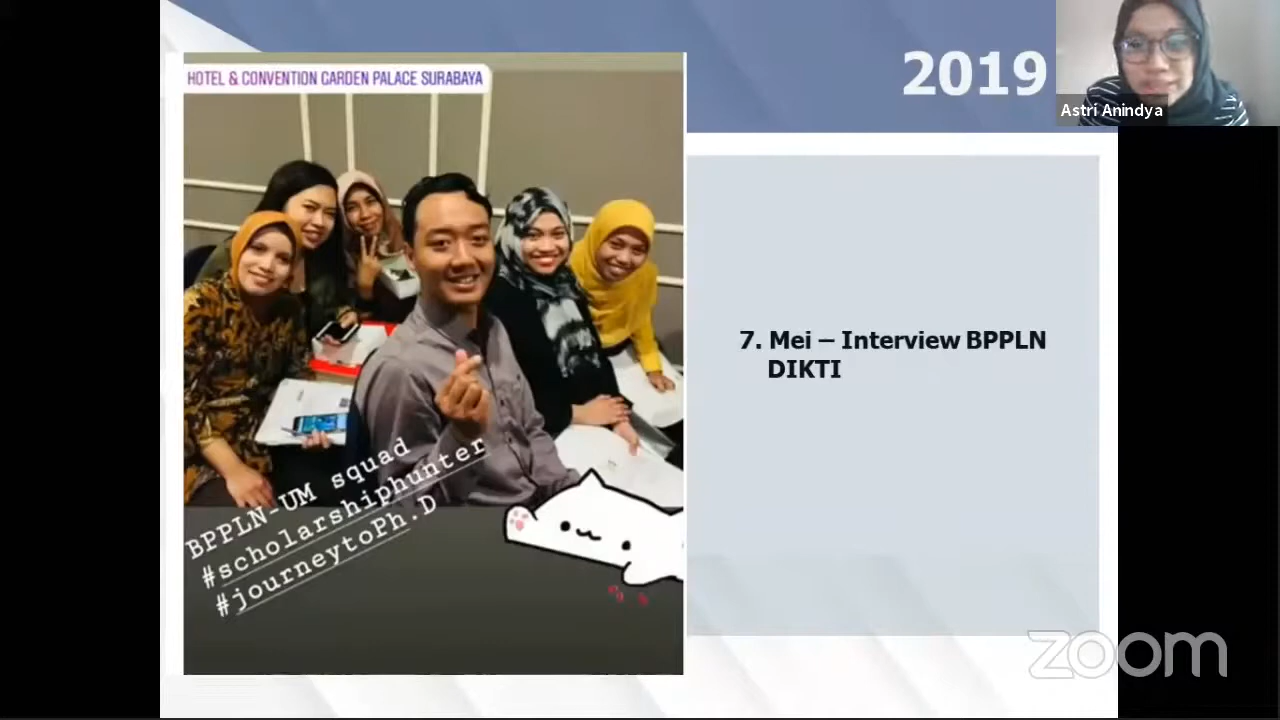 HOTEL & CONVENTION GARDEN PALACE SURABAYA
2019
Astri Anindya
7. Mei – Interview BPPLN
DIKTI
BPPLN-UM squad
#scholarshiphunter
#journeytoPh.D
zoom